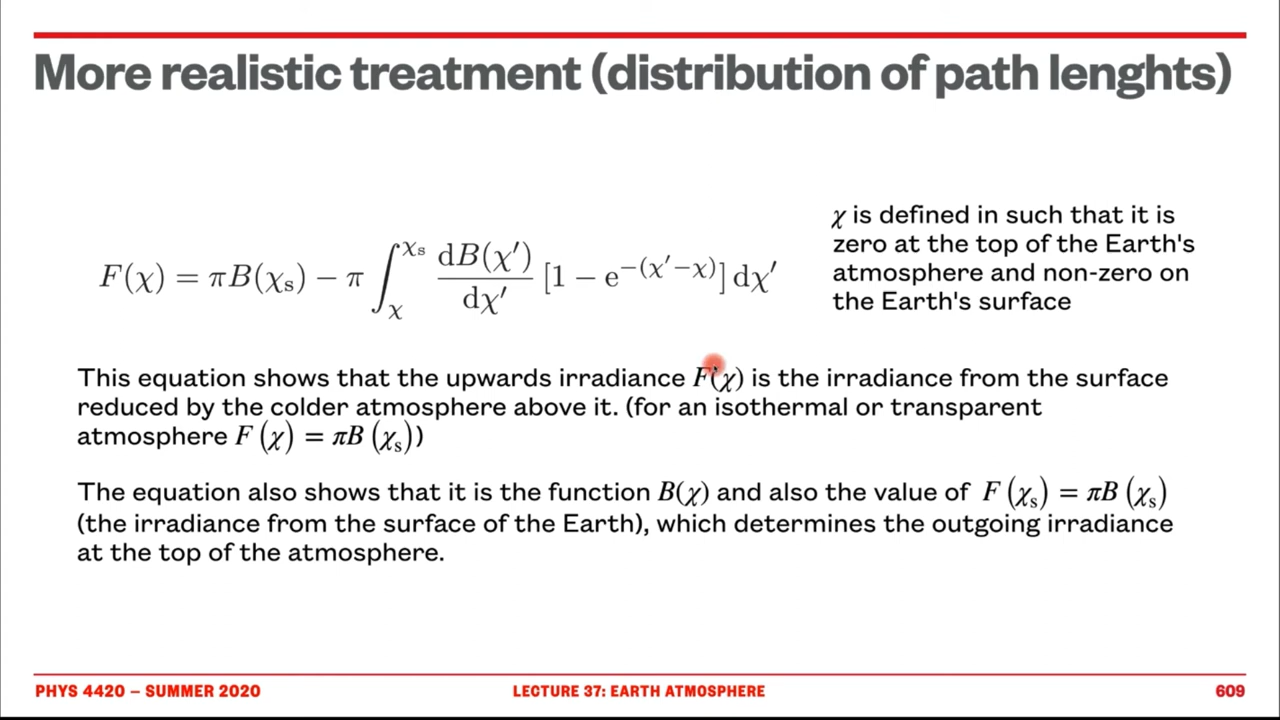 More realistic treatment (distribution of path lenghts)
F(χ) = πB(χₛ) − π ∫_χ^χₛ dB(χ′)/dχ′ [1 − e^−(χ′−χ)] dχ′
χ is defined in such that it is
zero at the top of the Earth's
atmosphere and non-zero on
the Earth's surface
This equation shows that the upwards irradiance F(χ) is the irradiance from the surface
reduced by the colder atmosphere above it. (for an isothermal or transparent
atmosphere F (χ) = πB (χₛ))
The equation also shows that it is the function B(χ) and also the value of F (χₛ) = πB (χₛ)
(the irradiance from the surface of the Earth), which determines the outgoing irradiance
at the top of the atmosphere.
PHYS 4420 – SUMMER 2020
LECTURE 37: EARTH ATMOSPHERE
609